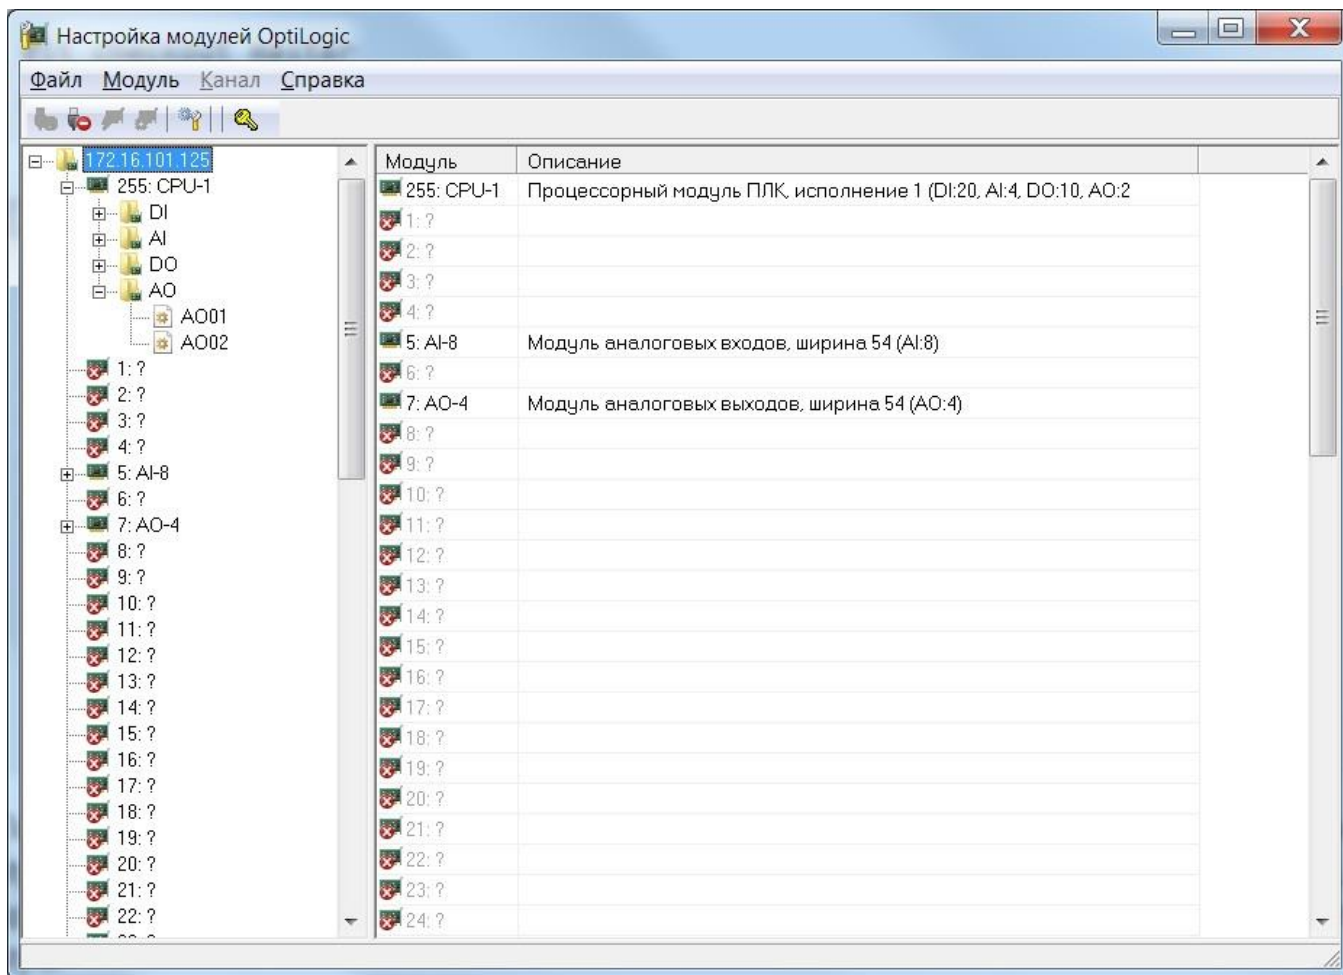 Настройка модулей OptiLogic
Файл Модуль Канал Справка
172.16.101.125
255: CPU-1
DI
AI
DO
AO
AO01
AO02
1: ?
2: ?
3: ?
4: ?
5: AI-8
6: ?
7: AO-4
8: ?
9: ?
10: ?
11: ?
12: ?
13: ?
14: ?
15: ?
16: ?
17: ?
18: ?
19: ?
20: ?
21: ?
22: ?
Модуль Описание
255: CPU-1 Процессорный модуль ПЛК, исполнение 1 (DI:20, AI:4, DO:10, AO:2
1: ?
2: ?
3: ?
4: ?
5: AI-8 Модуль аналоговых входов, ширина 54 (AI:8)
6: ?
7: AO-4 Модуль аналоговых выходов, ширина 54 (AO:4)
8: ?
9: ?
10: ?
11: ?
12: ?
13: ?
14: ?
15: ?
16: ?
17: ?
18: ?
19: ?
20: ?
21: ?
22: ?
23: ?
24: ?